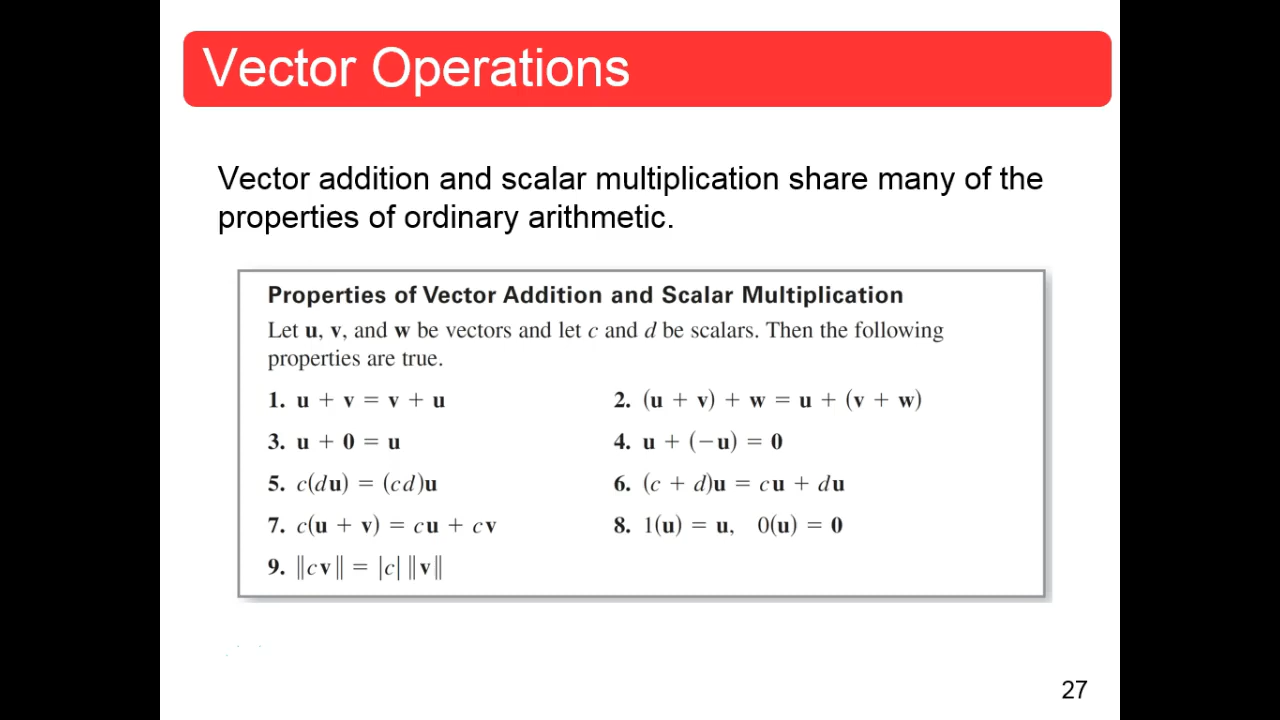 Vector Operations
Vector addition and scalar multiplication share many of the
properties of ordinary arithmetic.
Properties of Vector Addition and Scalar Multiplication
Let u, v, and w be vectors and let c and d be scalars. Then the following
properties are true.
1. u + v = v + u 2. (u + v) + w = u + (v + w)
3. u + 0 = u 4. u + (−u) = 0
5. c(du) = (cd)u 6. (c + d)u = cu + du
7. c(u + v) = cu + cv 8. 1(u) = u, 0(u) = 0
9. ‖cv‖ = |c| ‖v‖
27